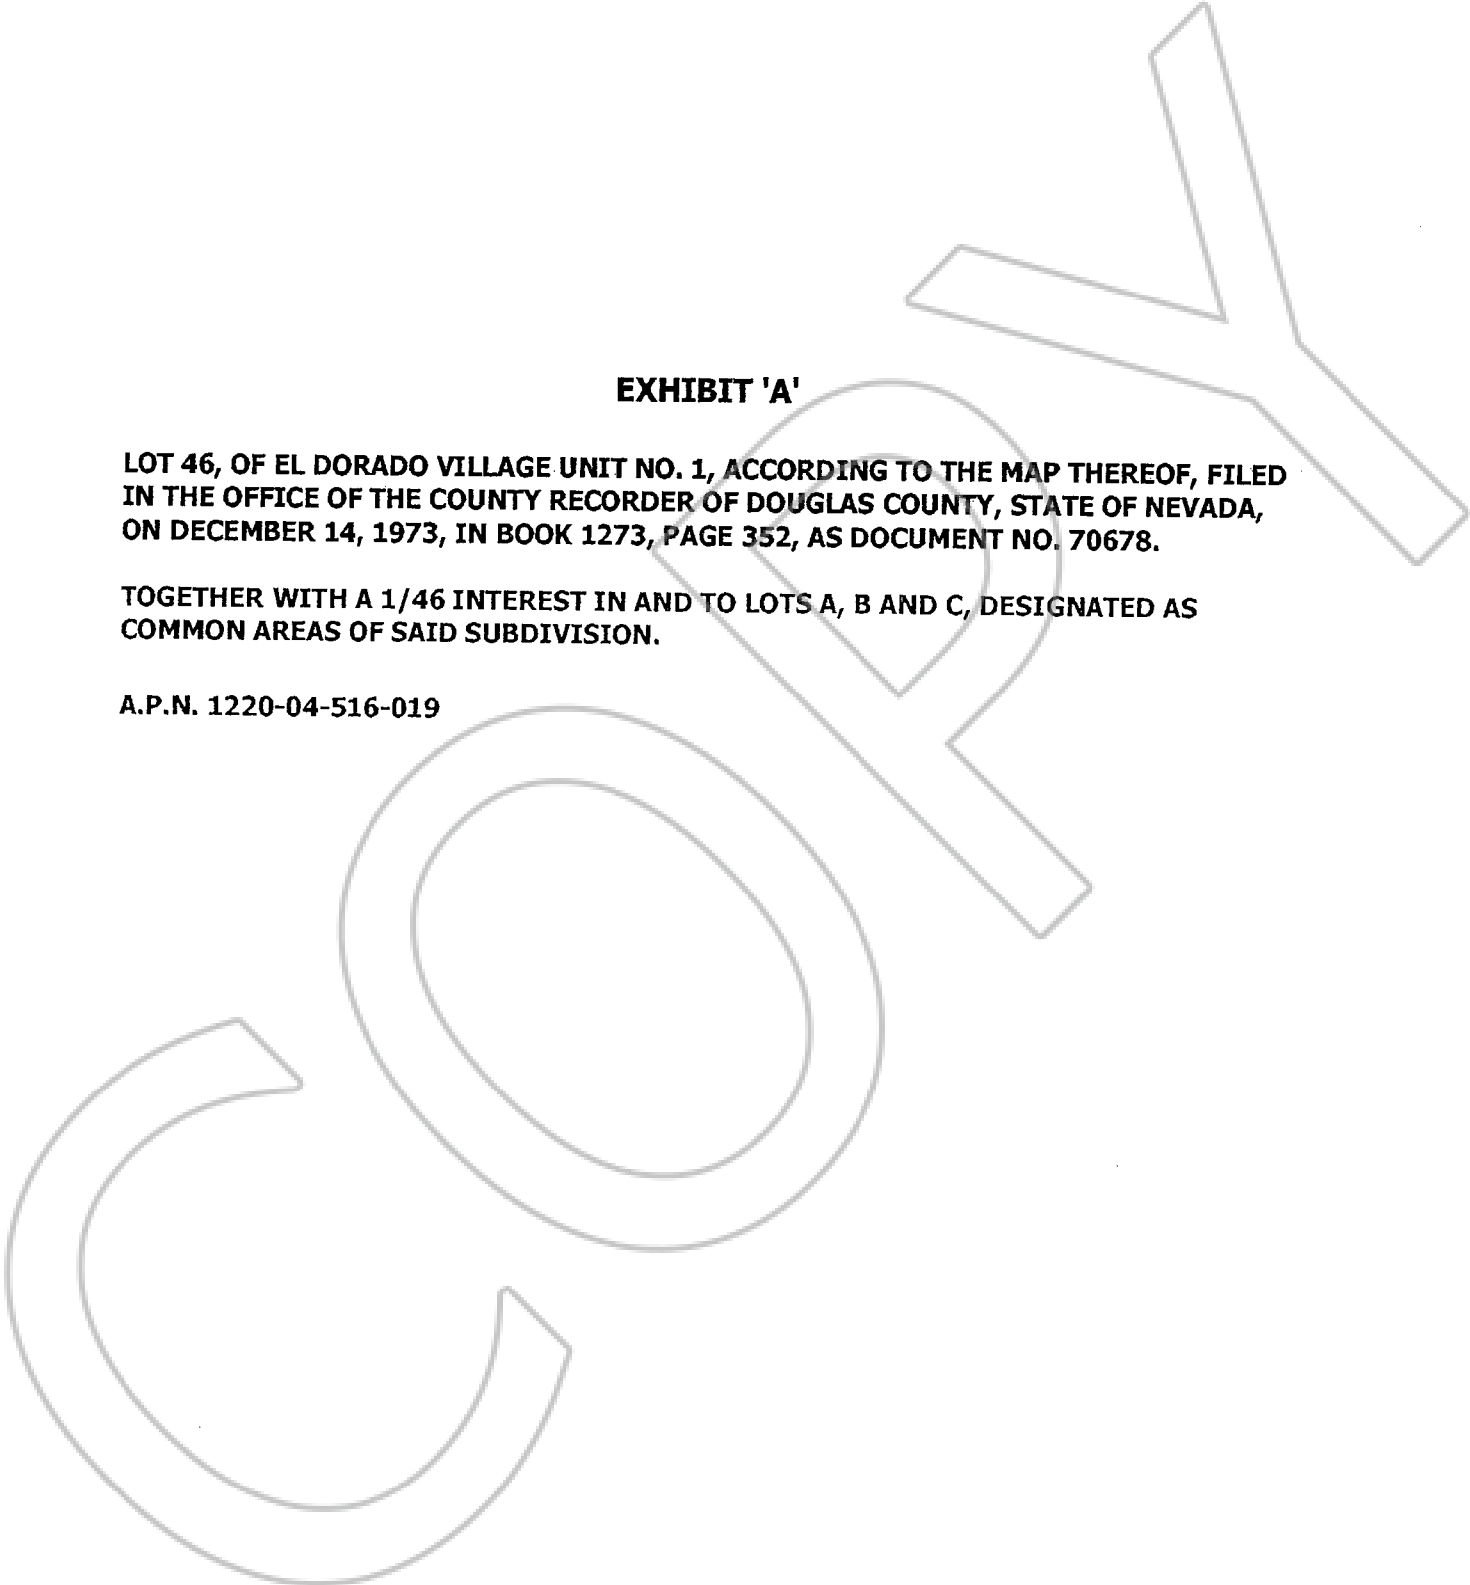 EXHIBIT 'A'
LOT 46, OF EL DORADO VILLAGE UNIT NO. 1, ACCORDING TO THE MAP THEREOF, FILED
IN THE OFFICE OF THE COUNTY RECORDER OF DOUGLAS COUNTY, STATE OF NEVADA,
ON DECEMBER 14, 1973, IN BOOK 1273, PAGE 352, AS DOCUMENT NO. 70678.
TOGETHER WITH A 1/46 INTEREST IN AND TO LOTS A, B AND C, DESIGNATED AS
COMMON AREAS OF SAID SUBDIVISION.
A.P.N. 1220-04-516-019
COPY